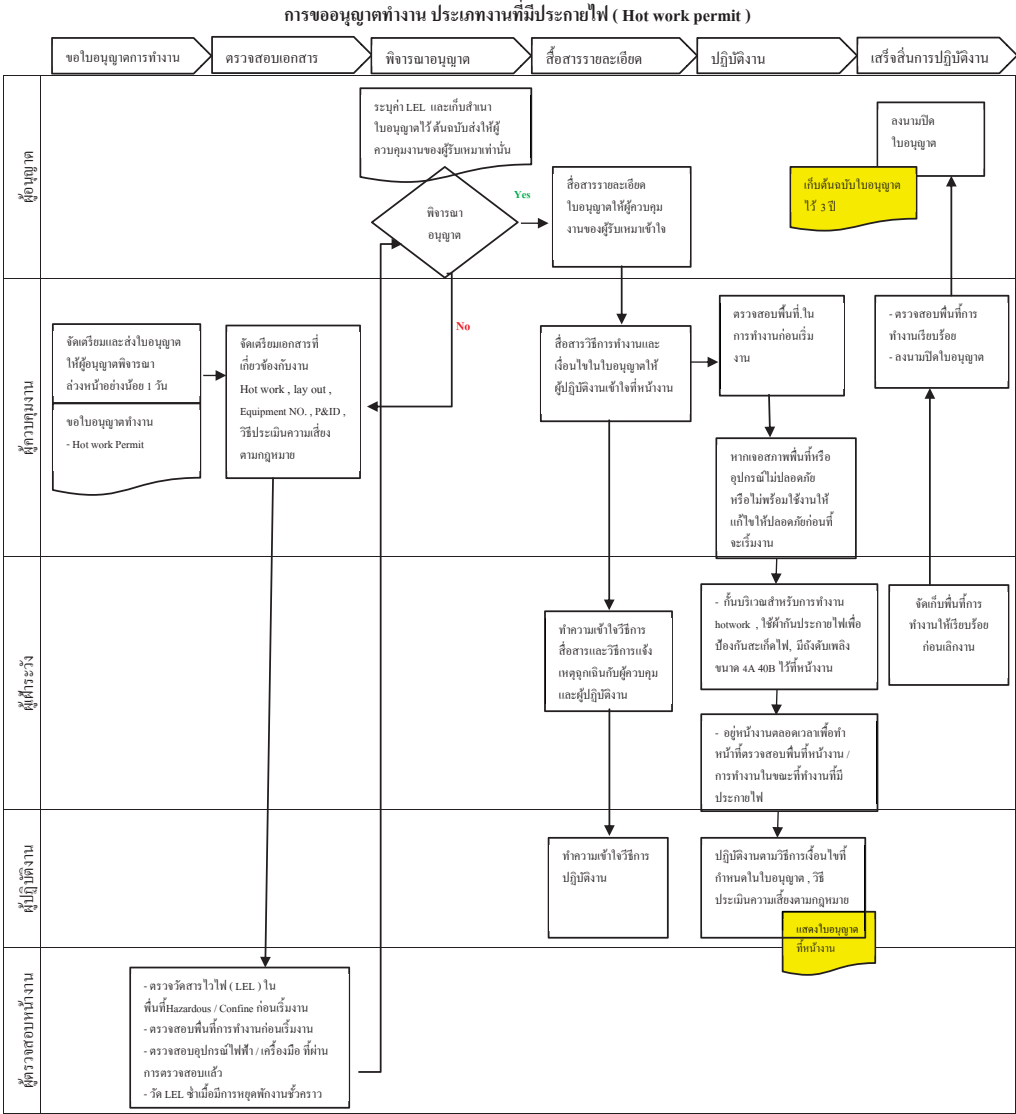 การขออนุญาตทำงาน ประเภทงานที่มีประกายไฟ ( Hot work permit )
ขอใบอนุญาตการทำงาน
ตรวจสอบเอกสาร
พิจารณาอนุญาต
สื่อสารรายละเอียด
ปฏิบัติงาน
เสร็จสิ้นการปฏิบัติงาน
ผู้อนุญาต
ระบุค่า LEL และเก็บสำเนา
ใบอนุญาตไว้ ต้นฉบับส่งให้ผู้
ควบคุมงานของผู้รับเหมาเท่านั้น
พิจารณา
อนุญาต
Yes
No
สื่อสารรายละเอียด
ใบอนุญาตให้ผู้ควบคุม
งานของผู้รับเหมาเข้าใจ
ลงนามปิด
ใบอนุญาต
เก็บต้นฉบับใบอนุญาต
ไว้ 3 ปี
ผู้ควบคุมงาน
จัดเตรียมและส่งใบอนุญาต
ให้ผู้อนุญาตพิจารณา
ล่วงหน้าอย่างน้อย 1 วัน
ขอใบอนุญาตทำงาน
- Hot work Permit
จัดเตรียมเอกสารที่
เกี่ยวข้องกับงาน
Hot work , lay out ,
Equipment NO. , P&ID ,
วิธีประเมินความเสี่ยง
ตามกฎหมาย
สื่อสารวิธีการทำงานและ
เงื่อนไขในใบอนุญาตให้
ผู้ปฏิบัติงานเข้าใจที่หน้างาน
ตรวจสอบพื้นที่.ใน
การทำงานก่อนเริ่ม
งาน
หากเจอสภาพพื้นที่หรือ
อุปกรณ์ไม่ปลอดภัย
หรือไม่พร้อมใช้งานให้
แก้ไขให้ปลอดภัยก่อนที่
จะเริ่มงาน
- ตรวจสอบพื้นที่การ
ทำงานเรียบร้อย
- ลงนามปิดใบอนุญาต
ผู้เฝ้าระวัง
ทำความเข้าใจวิธีการ
สื่อสารและวิธีการแจ้ง
เหตุฉุกเฉินกับผู้ควบคุม
และผู้ปฏิบัติงาน
- กั้นบริเวณสำหรับการทำงาน
hotwork , ใช้ผ้ากันประกายไฟเพื่อ
ป้องกันสะเก็ดไฟ, มีถังดับเพลิง
ขนาด 4A 40B ไว้ที่หน้างาน
- อยู่หน้างานตลอดเวลาเพื่อทำ
หน้าที่ตรวจสอบพื้นที่หน้างาน /
การทำงานในขณะที่ทำงานที่มี
ประกายไฟ
จัดเก็บพื้นที่การ
ทำงานให้เรียบร้อย
ก่อนเลิกงาน
ผู้ปฏิบัติงาน
ทำความเข้าใจวิธีการ
ปฏิบัติงาน
ปฏิบัติงานตามวิธีการเงื่อนไขที่
กำหนดในใบอนุญาต , วิธี
ประเมินความเสี่ยงตามกฎหมาย
แสดงใบอนุญาต
ที่หน้างาน
ผู้ตรวจสอบหน้างาน
- ตรวจวัดสารไวไฟ ( LEL ) ใน
พื้นที่Hazardous / Confine ก่อนเริ่มงาน
- ตรวจสอบพื้นที่การทำงานก่อนเริ่มงาน
- ตรวจสอบอุปกรณ์ไฟฟ้า / เครื่องมือ ที่ผ่าน
การตรวจสอบแล้ว
- วัด LEL ซ้ำเมื่อมีการหยุดพักงานชั่วคราว